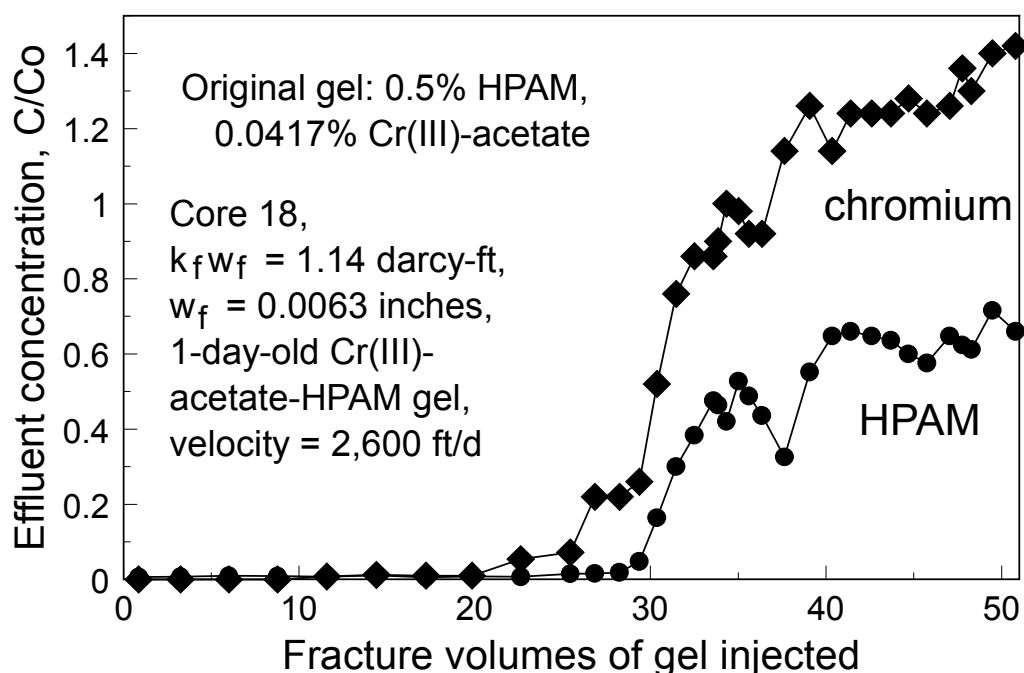 Effluent concentration, C/Co
1.4
1.2
1
0.8
0.6
0.4
0.2
0
Original gel: 0.5% HPAM,
0.0417% Cr(III)-acetate
Core 18,
kfwf = 1.14 darcy-ft,
wf = 0.0063 inches,
1-day-old Cr(III)-
acetate-HPAM gel,
velocity = 2,600 ft/d
chromium
HPAM
0 10 20 30 40 50
Fracture volumes of gel injected